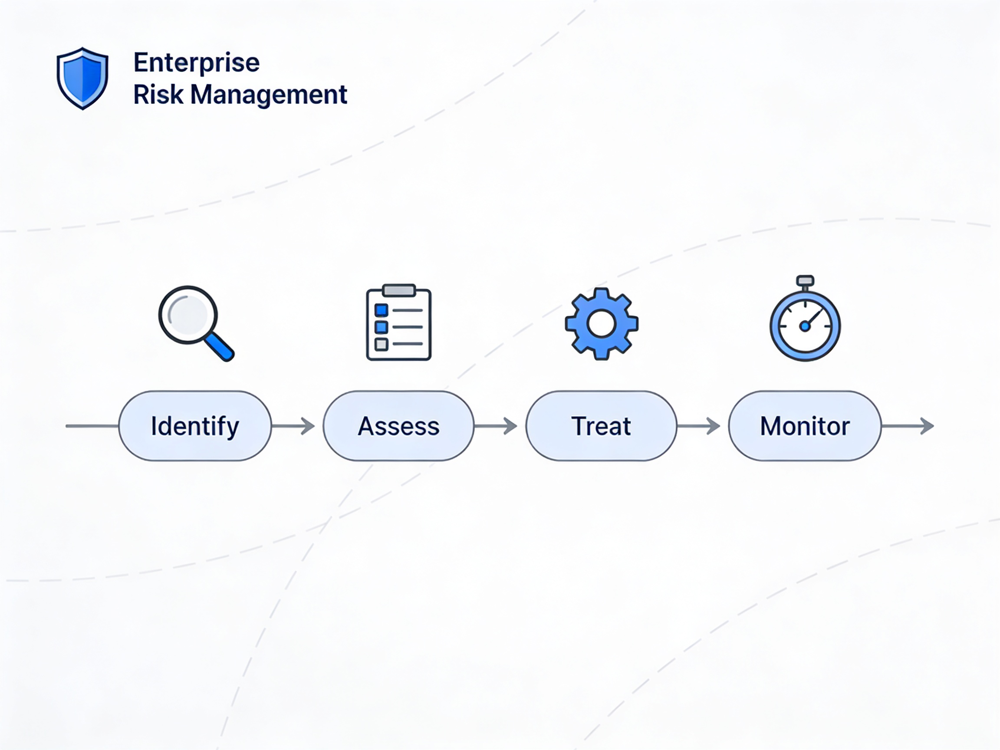 Enterprise
Risk Management
Identify
Assess
Treat
Monitor